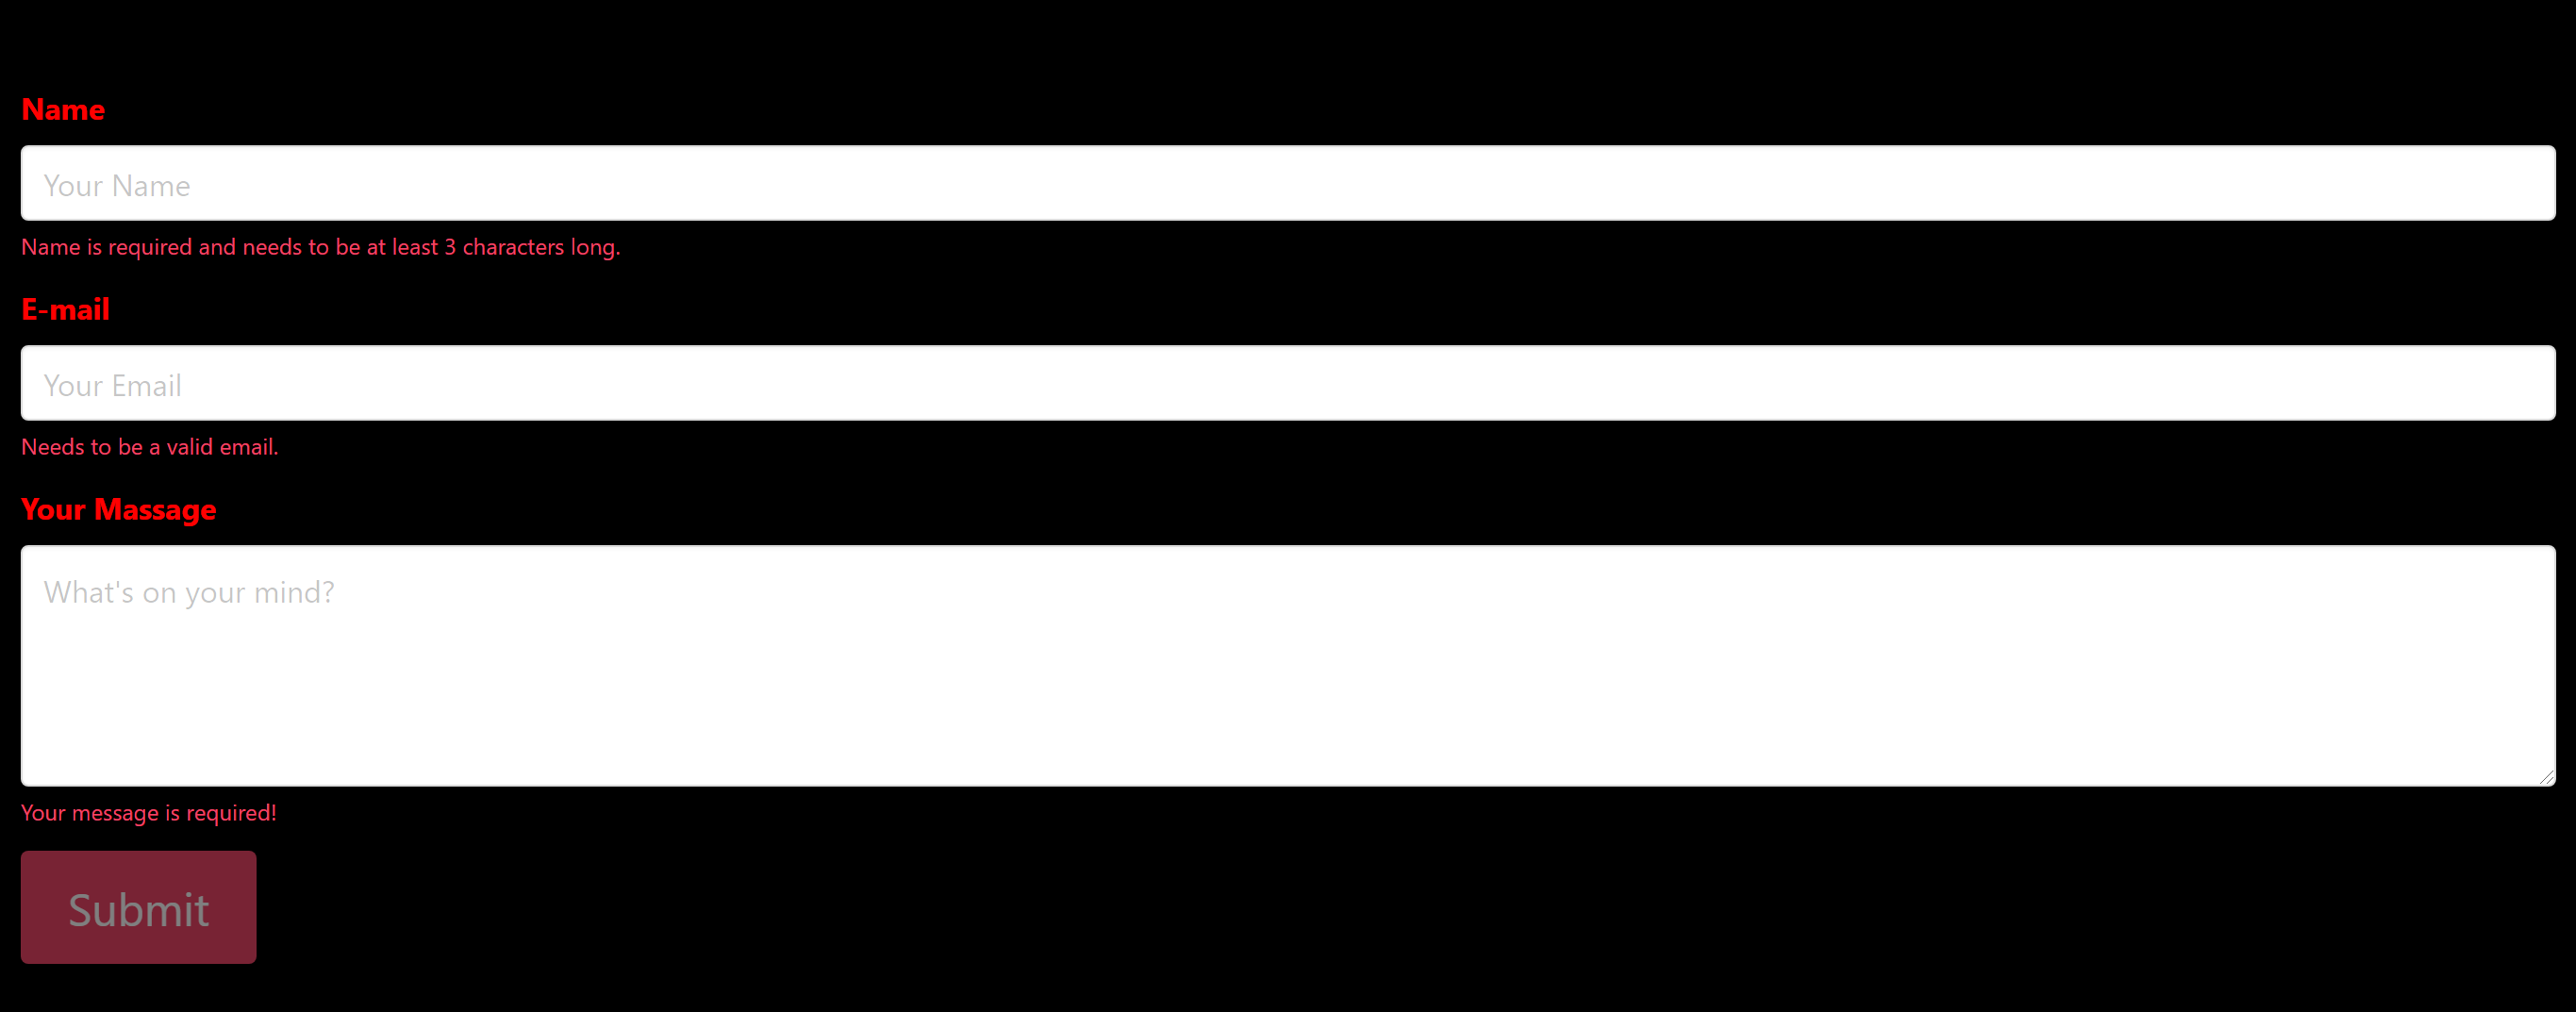 Name
Your Name
Name is required and needs to be at least 3 characters long.
E-mail
Your Email
Needs to be a valid email.
Your Massage
What's on your mind?
Your message is required!
Submit